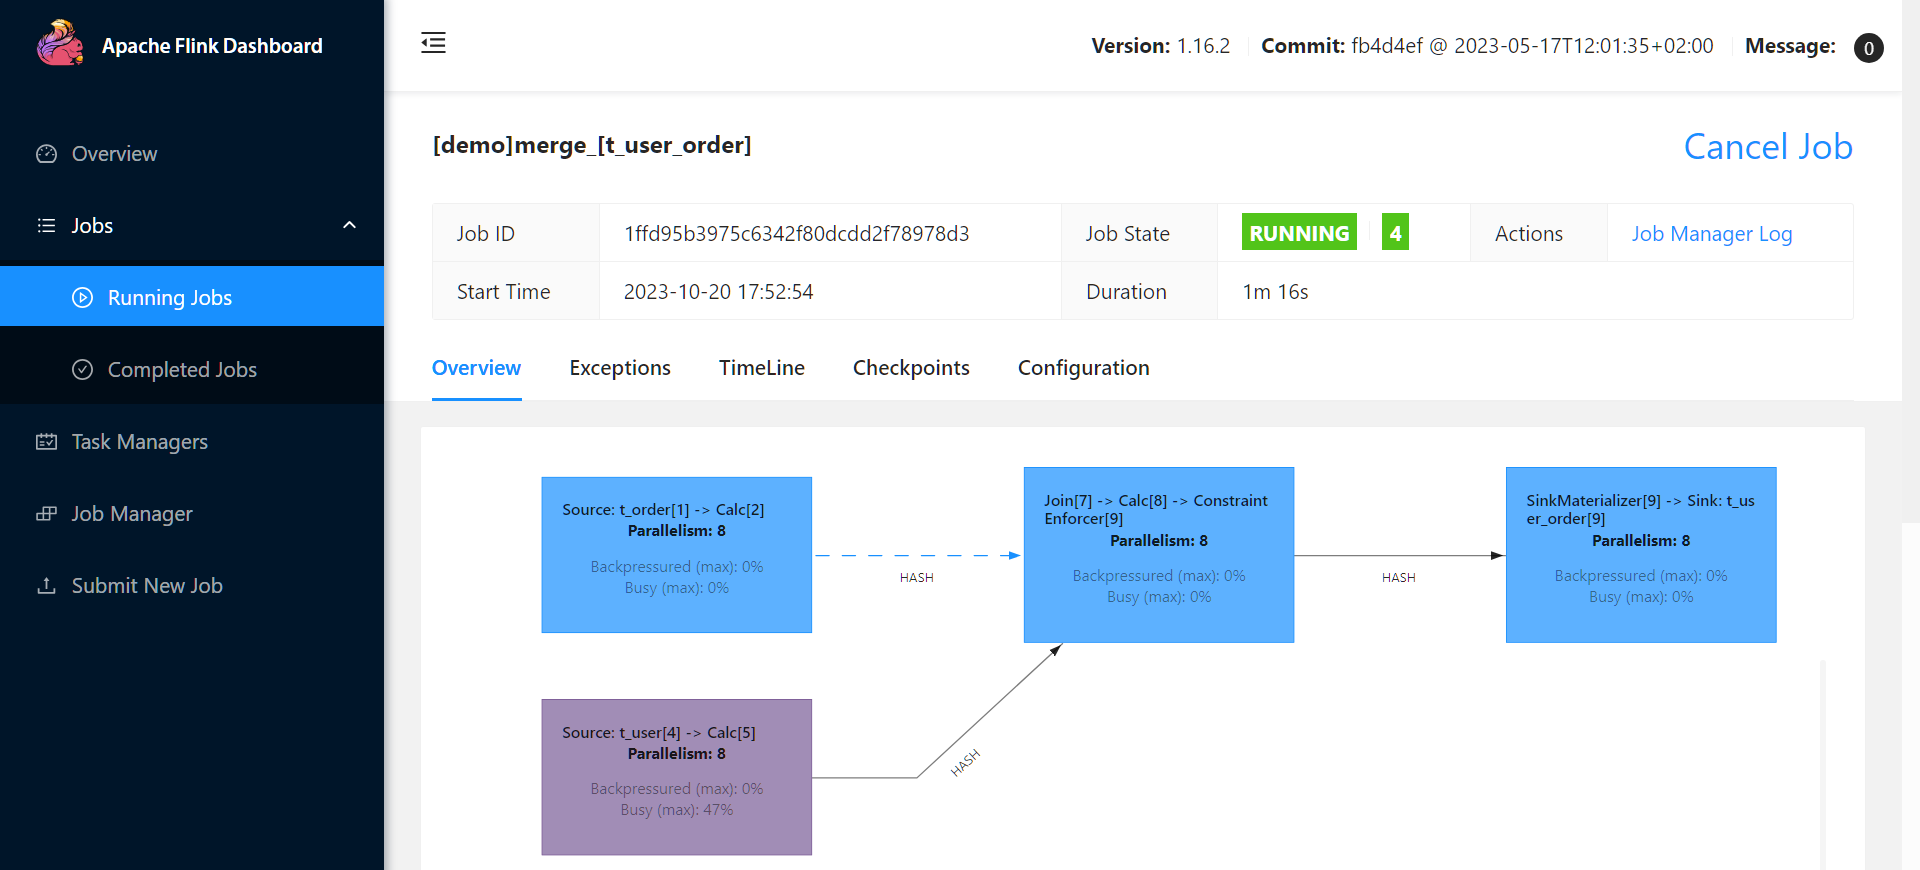 Apache Flink Dashboard
Version: 1.16.2 Commit: fb4d4ef @ 2023-05-17T12:01:35+02:00 Message: 0
Overview
Jobs
Running Jobs
Completed Jobs
Task Managers
Job Manager
Submit New Job
[demo]merge_[t_user_order]
Cancel Job
Job ID 1ffd95b3975c6342f80dcdd2f78978d3 Job State RUNNING 4 Actions Job Manager Log
Start Time 2023-10-20 17:52:54 Duration 1m 16s
Overview Exceptions TimeLine Checkpoints Configuration
Source: t_order[1] -> Calc[2]
Parallelism: 8
Backpressured (max): 0%
Busy (max): 0%
HASH
Join[7] -> Calc[8] -> Constraint
Enforcer[9]
Parallelism: 8
Backpressured (max): 0%
Busy (max): 0%
HASH
SinkMaterializer[9] -> Sink: t_us
er_order[9]
Parallelism: 8
Backpressured (max): 0%
Busy (max): 0%
Source: t_user[4] -> Calc[5]
Parallelism: 8
Backpressured (max): 0%
Busy (max): 47%
HASH